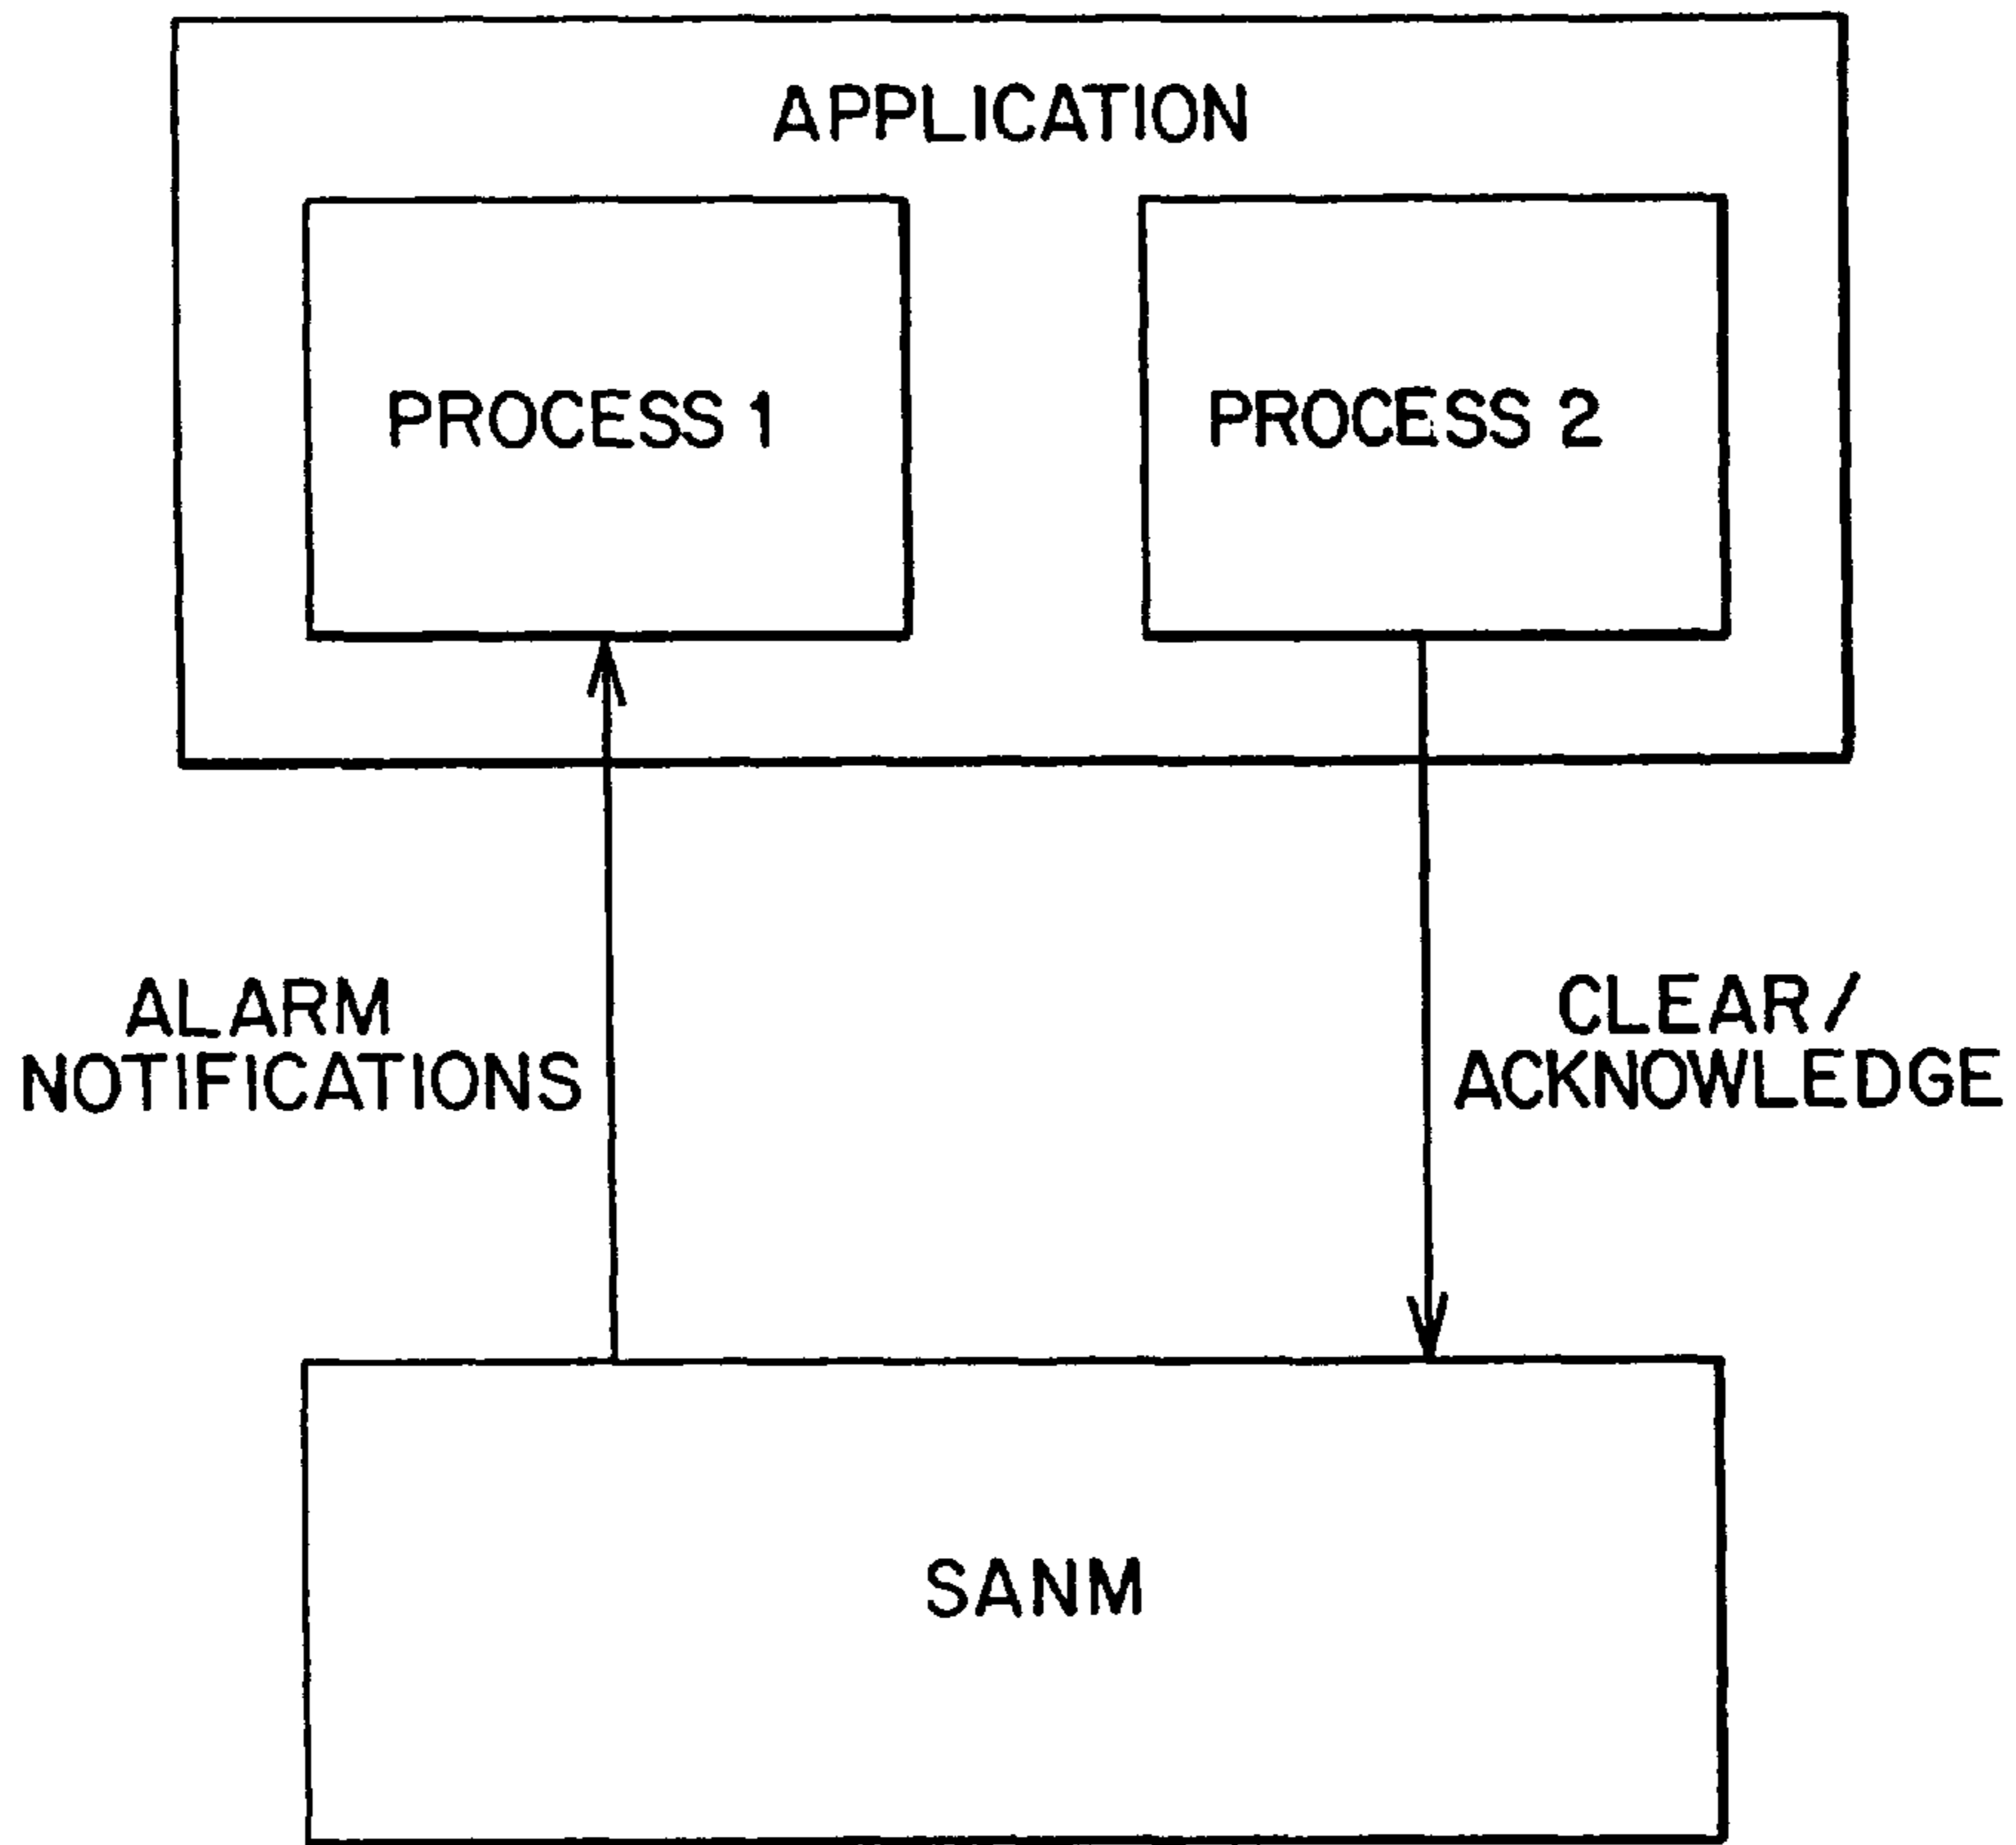 APPLICATION
PROCESS 1
PROCESS 2
ALARM
NOTIFICATIONS
CLEAR/
ACKNOWLEDGE
SANM